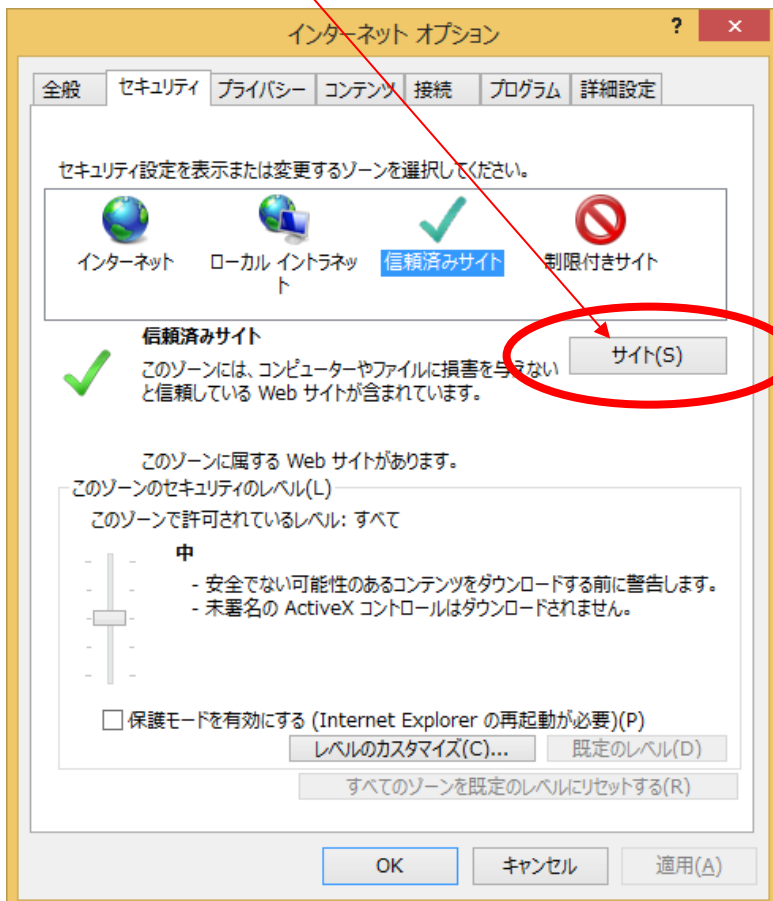 インターネット オプション
?
×
全般 セキュリティ プライバシー コンテンツ 接続 プログラム 詳細設定
セキュリティ設定を表示または変更するゾーンを選択してください。
インターネット
ローカル イントラネッ
ト
信頼済みサイト
制限付きサイト
信頼済みサイト
サイト(S)
このゾーンには、コンピューターやファイルに損害を与えない
と信頼している Web サイトが含まれています。
このゾーンに属する Web サイトがあります。
このゾーンのセキュリティのレベル(L)
このゾーンで許可されているレベル: すべて
中
- 安全でない可能性のあるコンテンツをダウンロードする前に警告します。
- 未署名の ActiveX コントロールはダウンロードされません。
保護モードを有効にする (Internet Explorer の再起動が必要)(P)
レベルのカスタマイズ(C)... 既定のレベル(D)
すべてのゾーンを既定のレベルにリセットする(R)
OK キャンセル 適用(A)